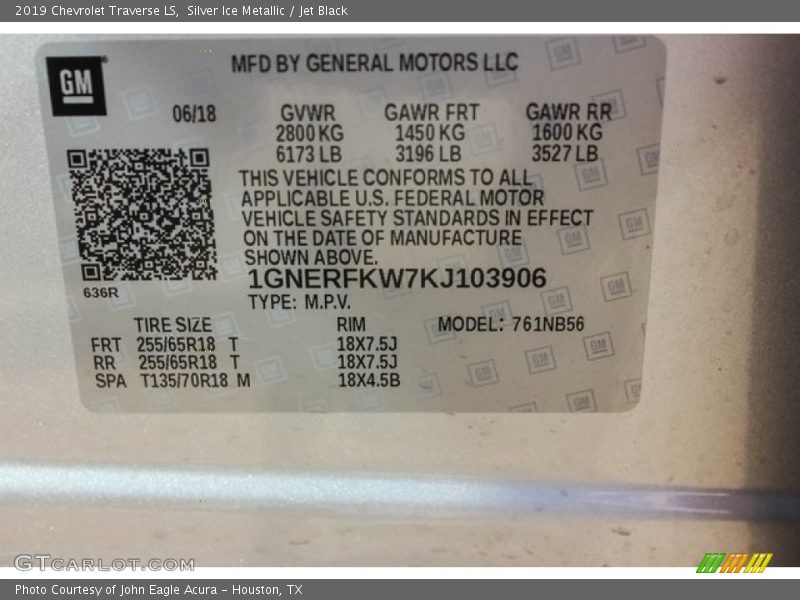 2019 Chevrolet Traverse LS, Silver Ice Metallic / Jet Black
GM
MFD BY GENERAL MOTORS LLC
06/18 GVWR GAWR FRT GAWR RR
2800 KG 1450 KG 1600 KG
6173 LB 3196 LB 3527 LB
THIS VEHICLE CONFORMS TO ALL
APPLICABLE U.S. FEDERAL MOTOR
VEHICLE SAFETY STANDARDS IN EFFECT
ON THE DATE OF MANUFACTURE
SHOWN ABOVE.
636R
1GNERFKW7KJ103906
TYPE: M.P.V.
TIRE SIZE RIM MODEL: 761NB56
FRT 255/65R18 T 18X7.5J
RR 255/65R18 T 18X7.5J
SPA T135/70R18 M 18X4.5B
GTCARLOT.COM
Photo Courtesy of John Eagle Acura - Houston, TX